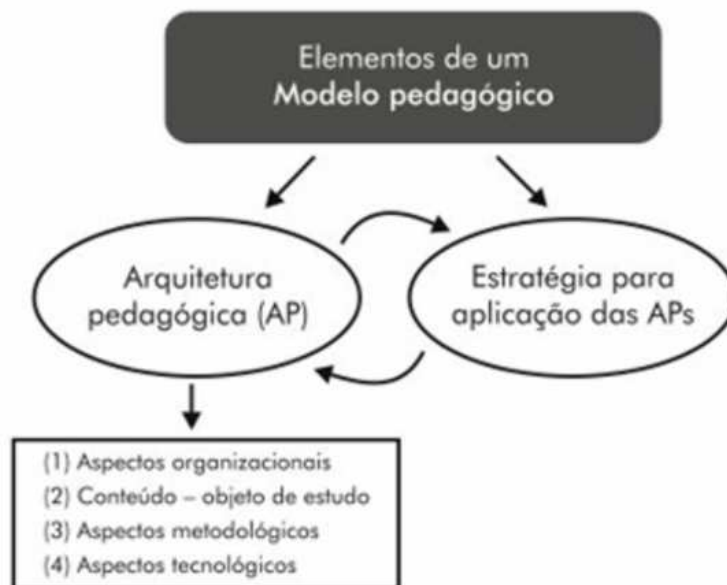 Elementos de um
Modelo pedagógico
Arquitetura
pedagógica (AP)
Estratégia para
aplicação das APs
(1) Aspectos organizacionais
(2) Conteúdo – objeto de estudo
(3) Aspectos metodológicos
(4) Aspectos tecnológicos